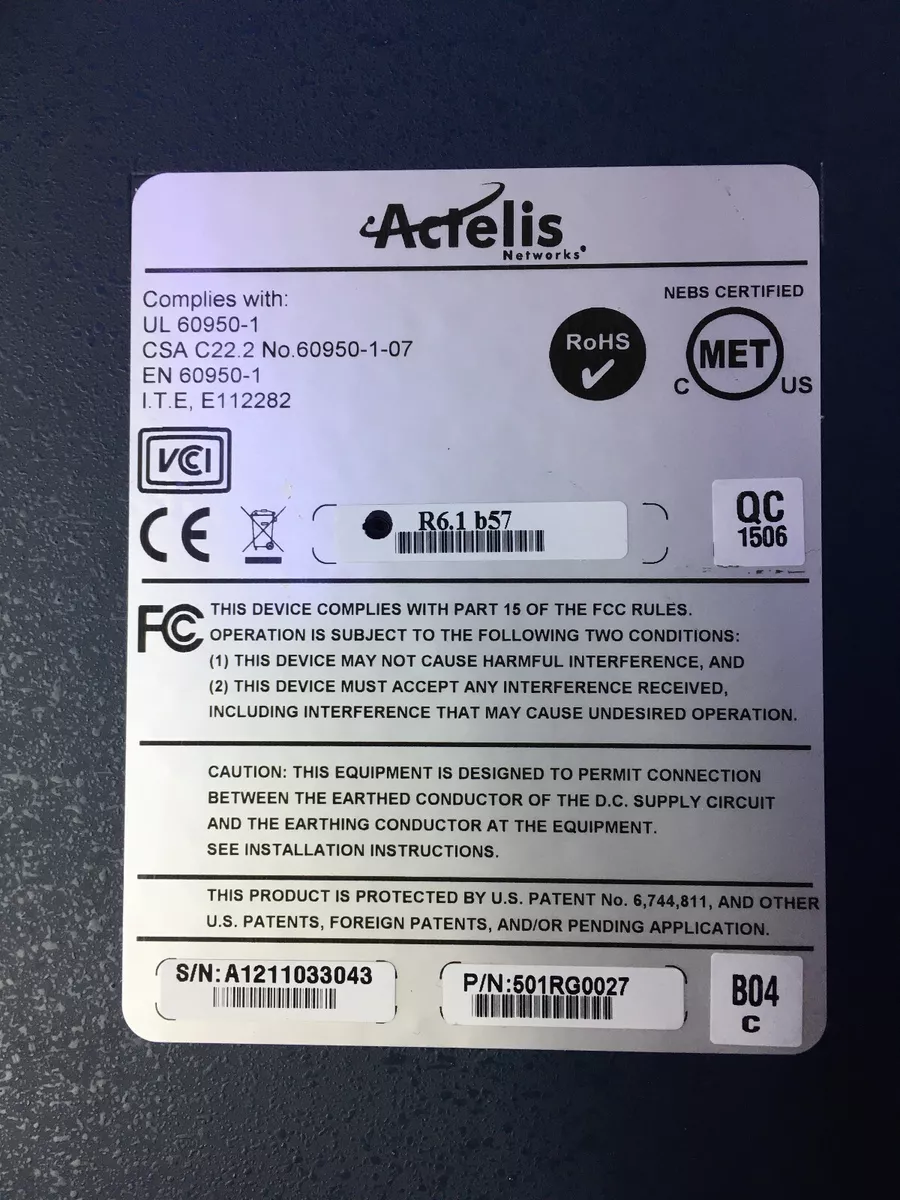 Actelis
Networks
Complies with:
UL 60950-1
CSA C22.2 No.60950-1-07
EN 60950-1
I.T.E, E112282
RoHS
NEBS CERTIFIED
MET
C US
VCI
CE
R6.1 b57
QC
1506
FC
THIS DEVICE COMPLIES WITH PART 15 OF THE FCC RULES.
OPERATION IS SUBJECT TO THE FOLLOWING TWO CONDITIONS:
(1) THIS DEVICE MAY NOT CAUSE HARMFUL INTERFERENCE, AND
(2) THIS DEVICE MUST ACCEPT ANY INTERFERENCE RECEIVED,
INCLUDING INTERFERENCE THAT MAY CAUSE UNDESIRED OPERATION.
CAUTION: THIS EQUIPMENT IS DESIGNED TO PERMIT CONNECTION
BETWEEN THE EARTHED CONDUCTOR OF THE D.C. SUPPLY CIRCUIT
AND THE EARTHING CONDUCTOR AT THE EQUIPMENT.
SEE INSTALLATION INSTRUCTIONS.
THIS PRODUCT IS PROTECTED BY U.S. PATENT No. 6,744,811, AND OTHER
U.S. PATENTS, FOREIGN PATENTS, AND/OR PENDING APPLICATION.
S/N: A1211033043
P/N:501RG0027
B04
C